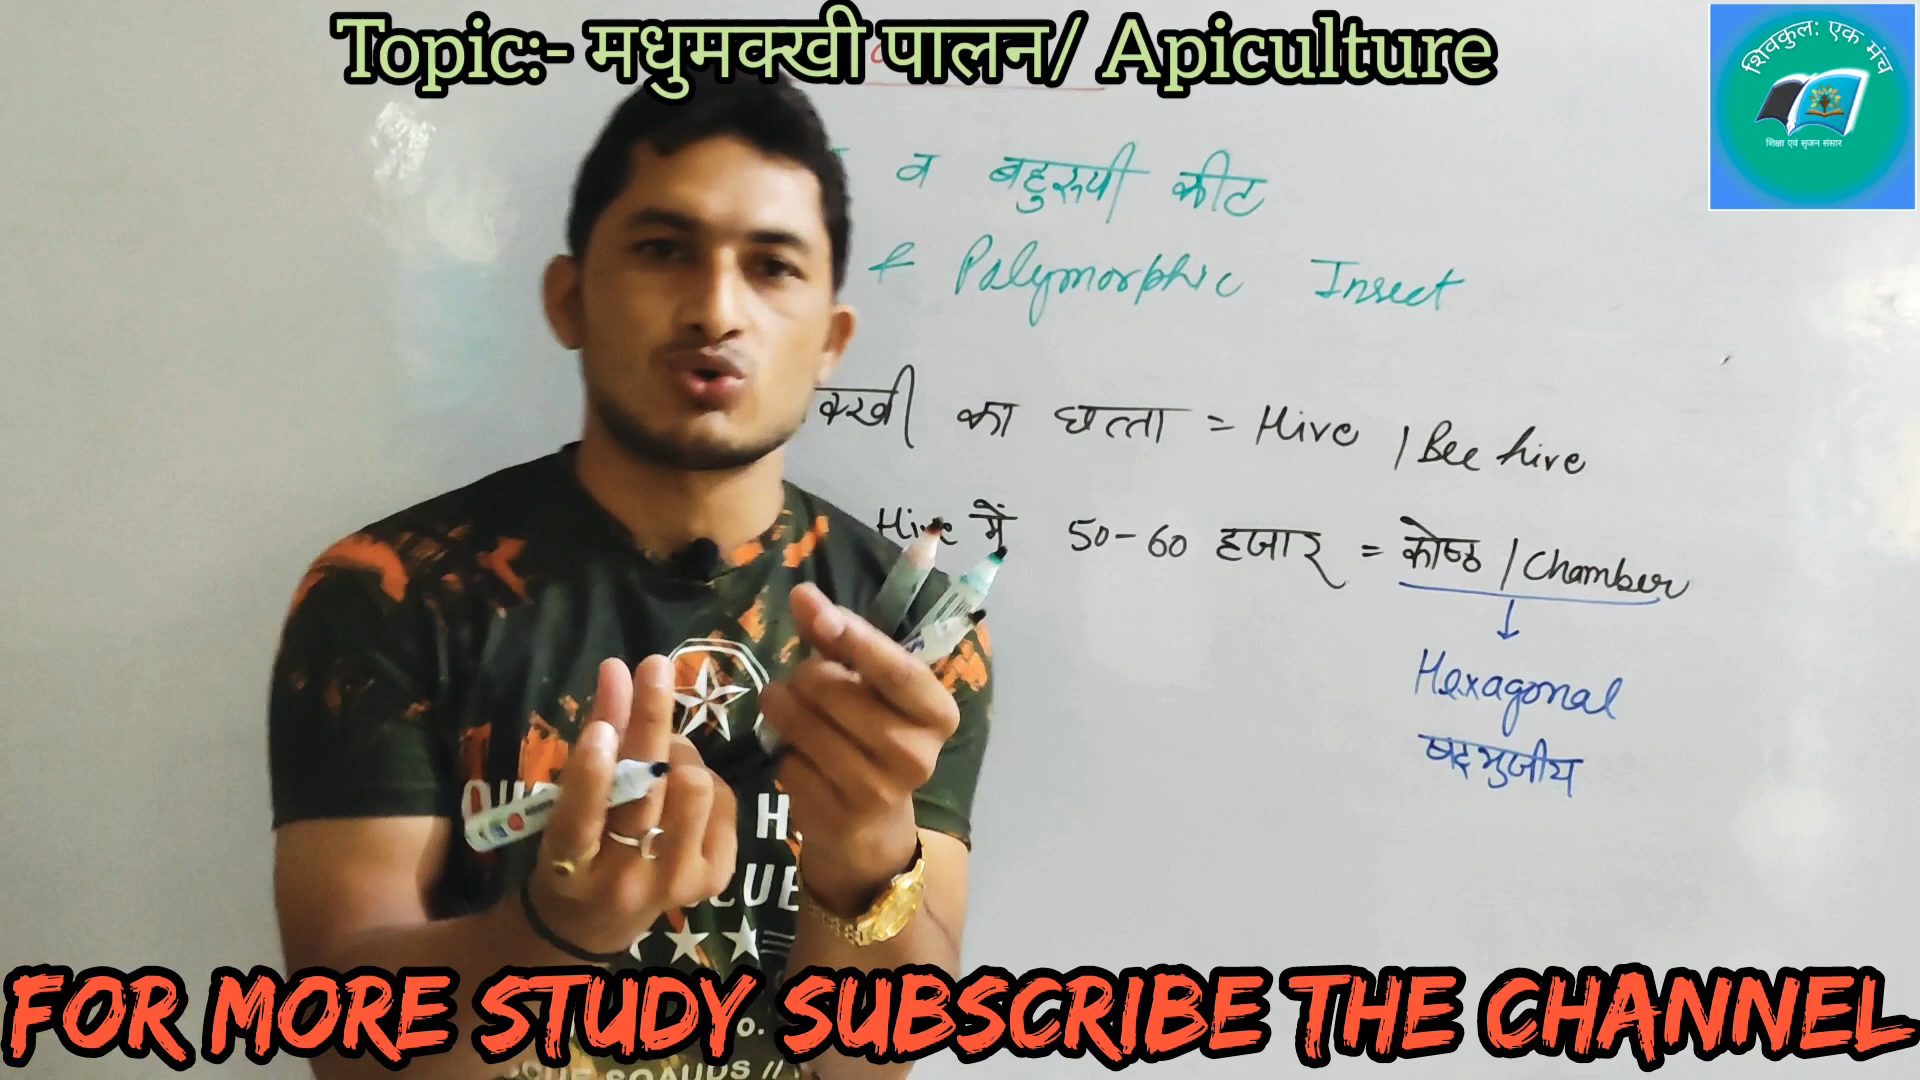 Topic:- मधुमक्खी पालन/ Apiculture
शिवकुल: एक मंच
शिक्षा एवं सृजन संसार
व बहुरूपी कीट
& Polymorphic Insect
क्खी का छत्ता = Hive / Bee hive
Hive में 50-60 हजार = कोष्ठ / Chamber
↓
Hexagonal
षट्भुजीय
FOR MORE STUDY SUBSCRIBE THE CHANNEL